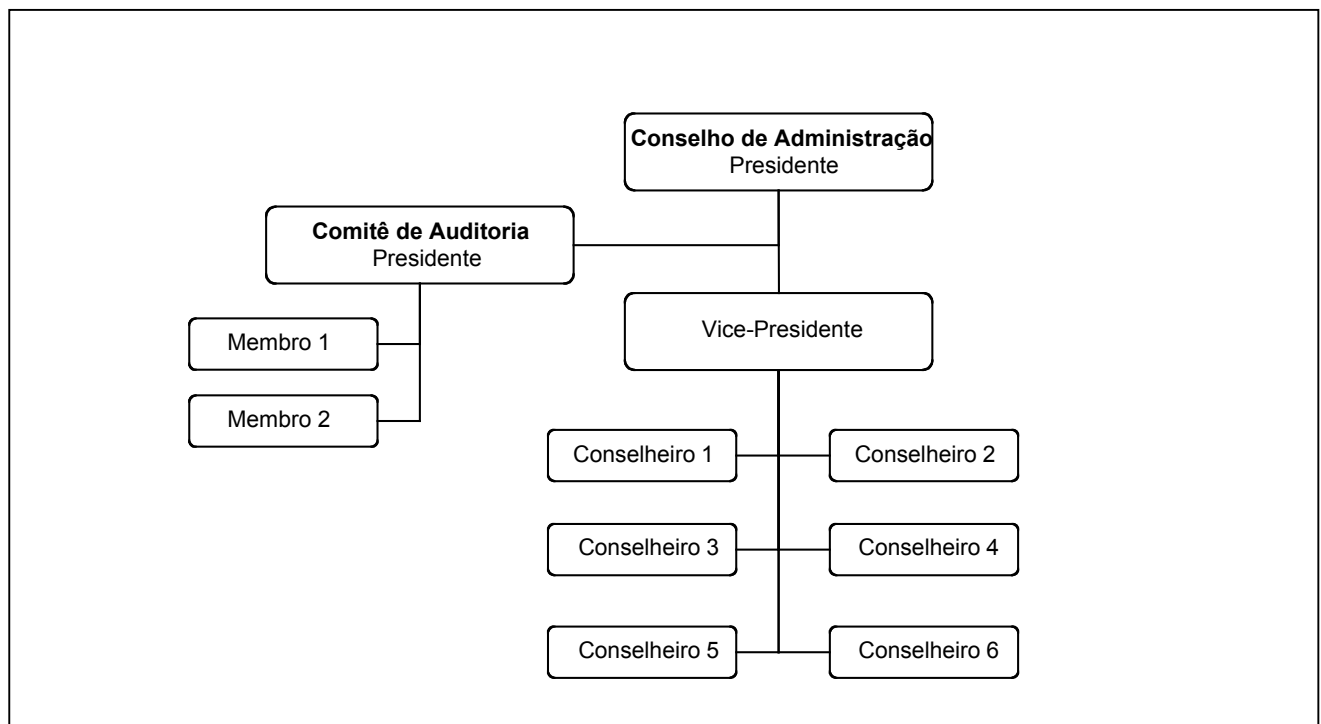 Conselho de Administração
Presidente
Comitê de Auditoria
Presidente
Vice-Presidente
Membro 1
Membro 2
Conselheiro 1
Conselheiro 2
Conselheiro 3
Conselheiro 4
Conselheiro 5
Conselheiro 6